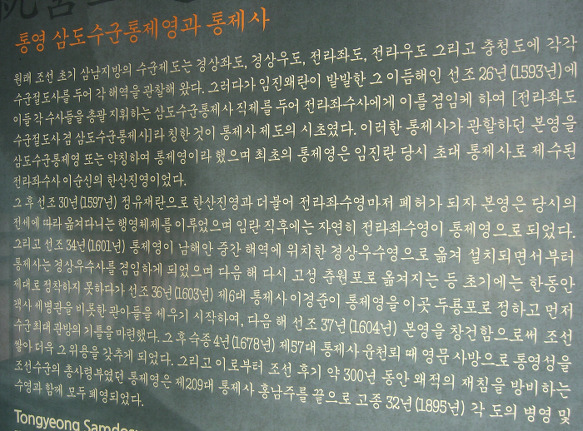 통영 삼도수군통제영과 통제사
원래 조선 초기 삼남지방의 수군제도는 경상좌도, 경상우도, 전라좌도, 전라우도 그리고 충청도에 각각
수군절도사를 두어 각 해역을 관할해 왔다. 그러다가 임진왜란이 발발한 그 이듬해인 선조 26년(1593년)에
이들 각 수사들을 총괄 지휘하는 삼도수군통제사 직제를 두어 전라좌수사에게 이를 겸임케 하여 [전라좌도
수군절도사 겸 삼도수군통제사]라 칭한 것이 통제사 제도의 시초였다. 이러한 통제사가 관할하던 본영을
삼도수군통제영 또는 약칭하여 통제영이라 했으며 최초의 통제영은 임진란 당시 초대 통제사로 제수된
전라좌수사 이순신의 한산진영이었다.
그 후 선조 30년(1597년) 정유재란으로 한산진영과 더불어 전라좌수영마저 폐허가 되자 본영은 당시의
전세에 따라 옮겨다니는 행영체제를 이루었으며 임란 직후에는 자연히 전라좌수영이 통제영으로 되었다.
그리고 선조 34년(1601년) 통제영이 남해안 중간 해역에 위치한 경상우수영으로 옮겨 설치되면서부터
통제사는 경상우수사를 겸임하게 되었으며 다음 해 다시 고성 춘원포로 옮겨지는 등 초기에는 한동안
제대로 정착하지 못하다가 선조 36년(1603년) 제6대 통제사 이경준이 통제영을 이곳 두룡포로 정하고 먼저
객사 세병관을 비롯한 관아들을 세우기 시작하여, 다음 해 선조 37년(1604년) 본영을 창건함으로써 조선
수군 최대 관방의 기틀을 마련했다. 그 후 숙종 4년(1678년) 제57대 통제사 윤천뢰 때 영문 사방으로 통영성을
쌓아 더욱 그 위용을 갖추게 되었다. 그리고 이로부터 조선 후기 약 300년 동안 왜적의 재침을 방비하는
조선수군의 총사령부였던 통제영은 제209대 통제사 홍남주를 끝으로 고종 32년(1895년) 각 도의 병영 및
수영과 함께 모두 폐영되었다.
Tongyeong